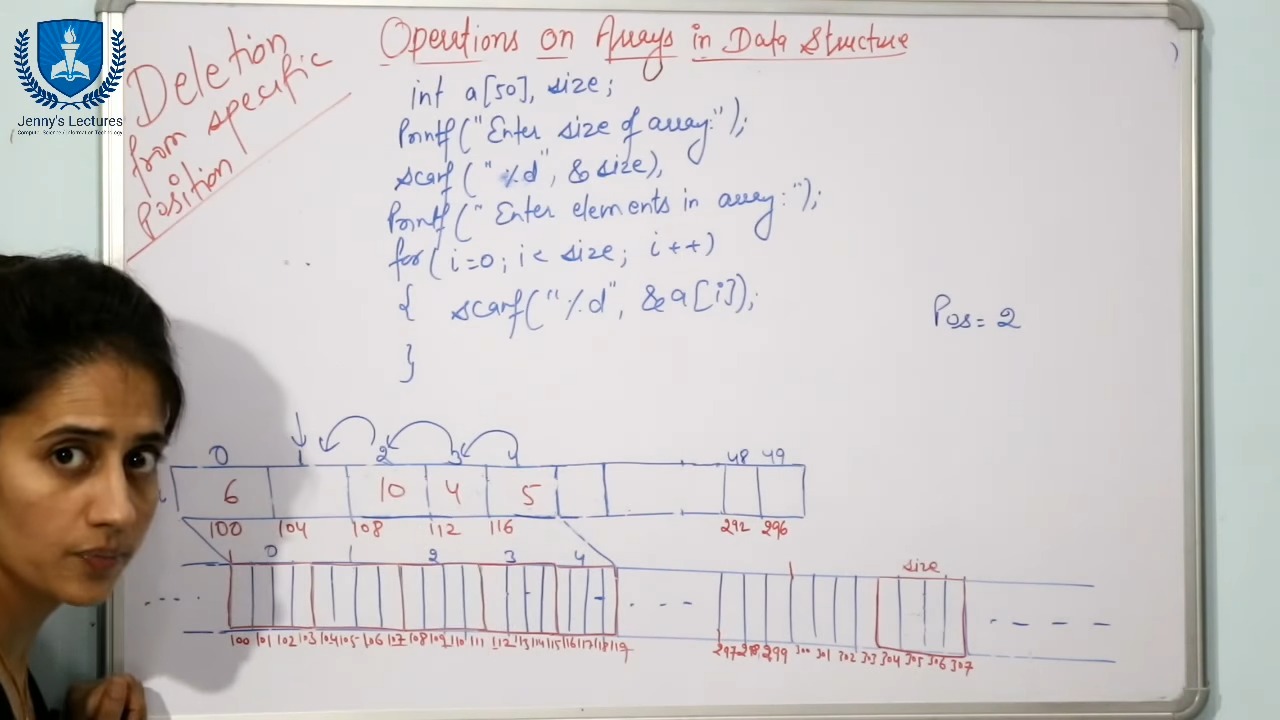 Jenny's Lectures
Computer Science / Information Technology
Deletion
from specific
position
Operations on Arrays in Data Structure
int a[50], size;
Printf("Enter size of array:");
scanf("%d", &size),
Printf("Enter elements in array:");
for( i=0; i< size; i++)
{ scanf("%d", &a[i]);
}
Pos= 2
0 1 2 3 4 48 49
6 10 4 5
100 104 108 112 116 292 296
0 1 2 3 4 size
100 101 102 103 104 105 106 107 108 109 110 111 112 113 114 115 116 117 118 119 297 298 299 300 301 302 303 304 305 306 307